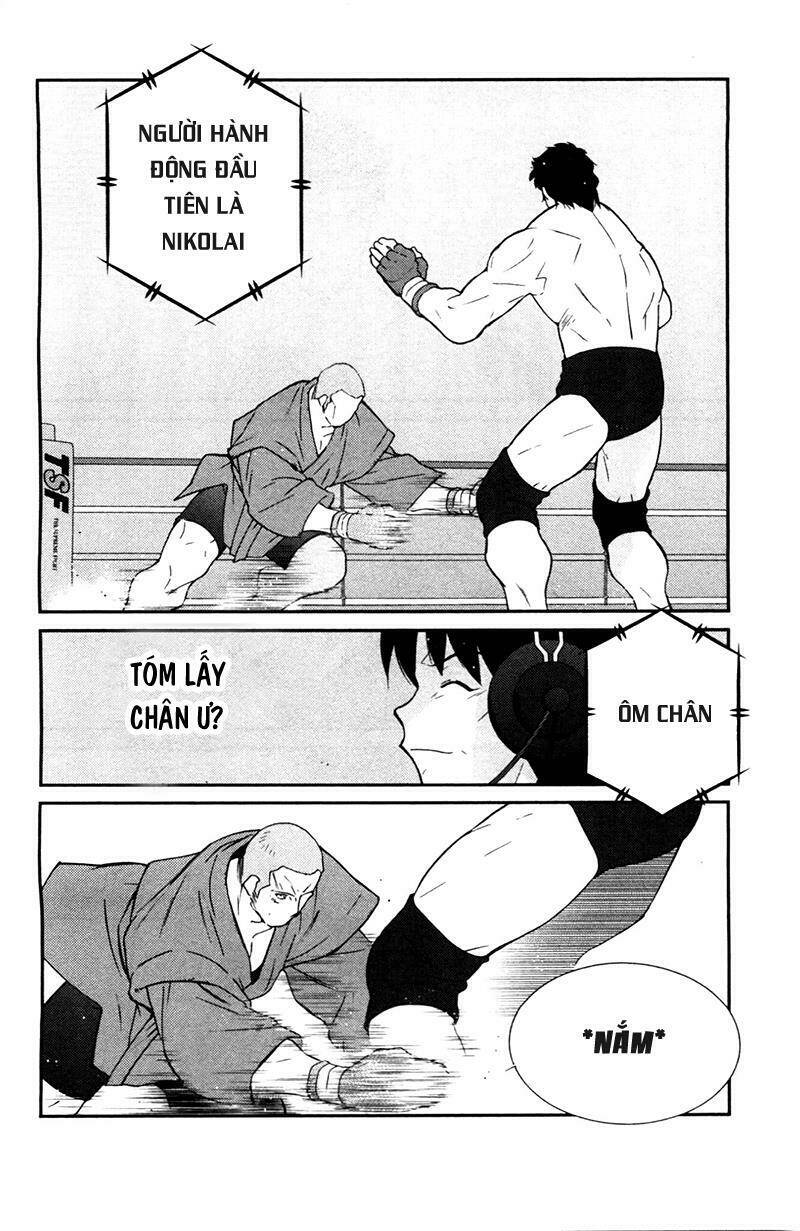 NGƯỜI HÀNH
ĐỘNG ĐẦU
TIÊN LÀ
NIKOLAI
TSF
TÓM LẤY
CHÂN Ư?
ÔM CHÂN
*NẮM*